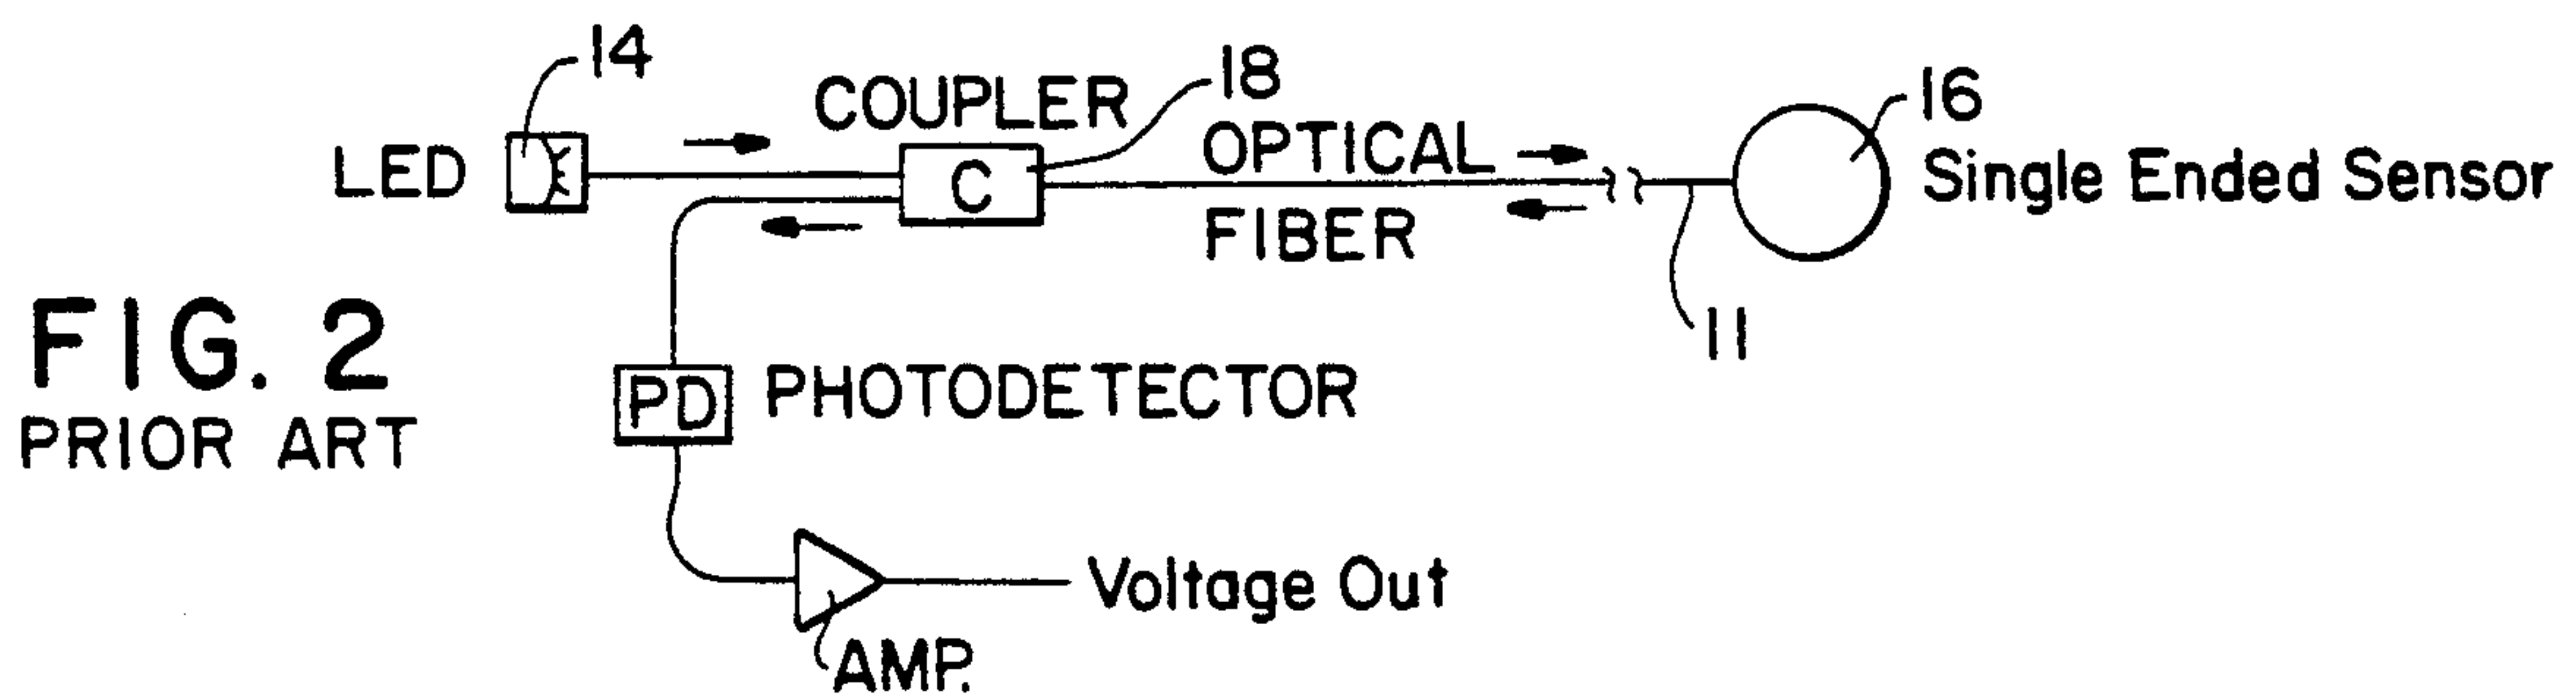 14
COUPLER
18
OPTICAL
16
LED
C
Single Ended Sensor
FIBER
11
FIG. 2
PRIOR ART
PD
PHOTODETECTOR
Voltage Out
AMP.